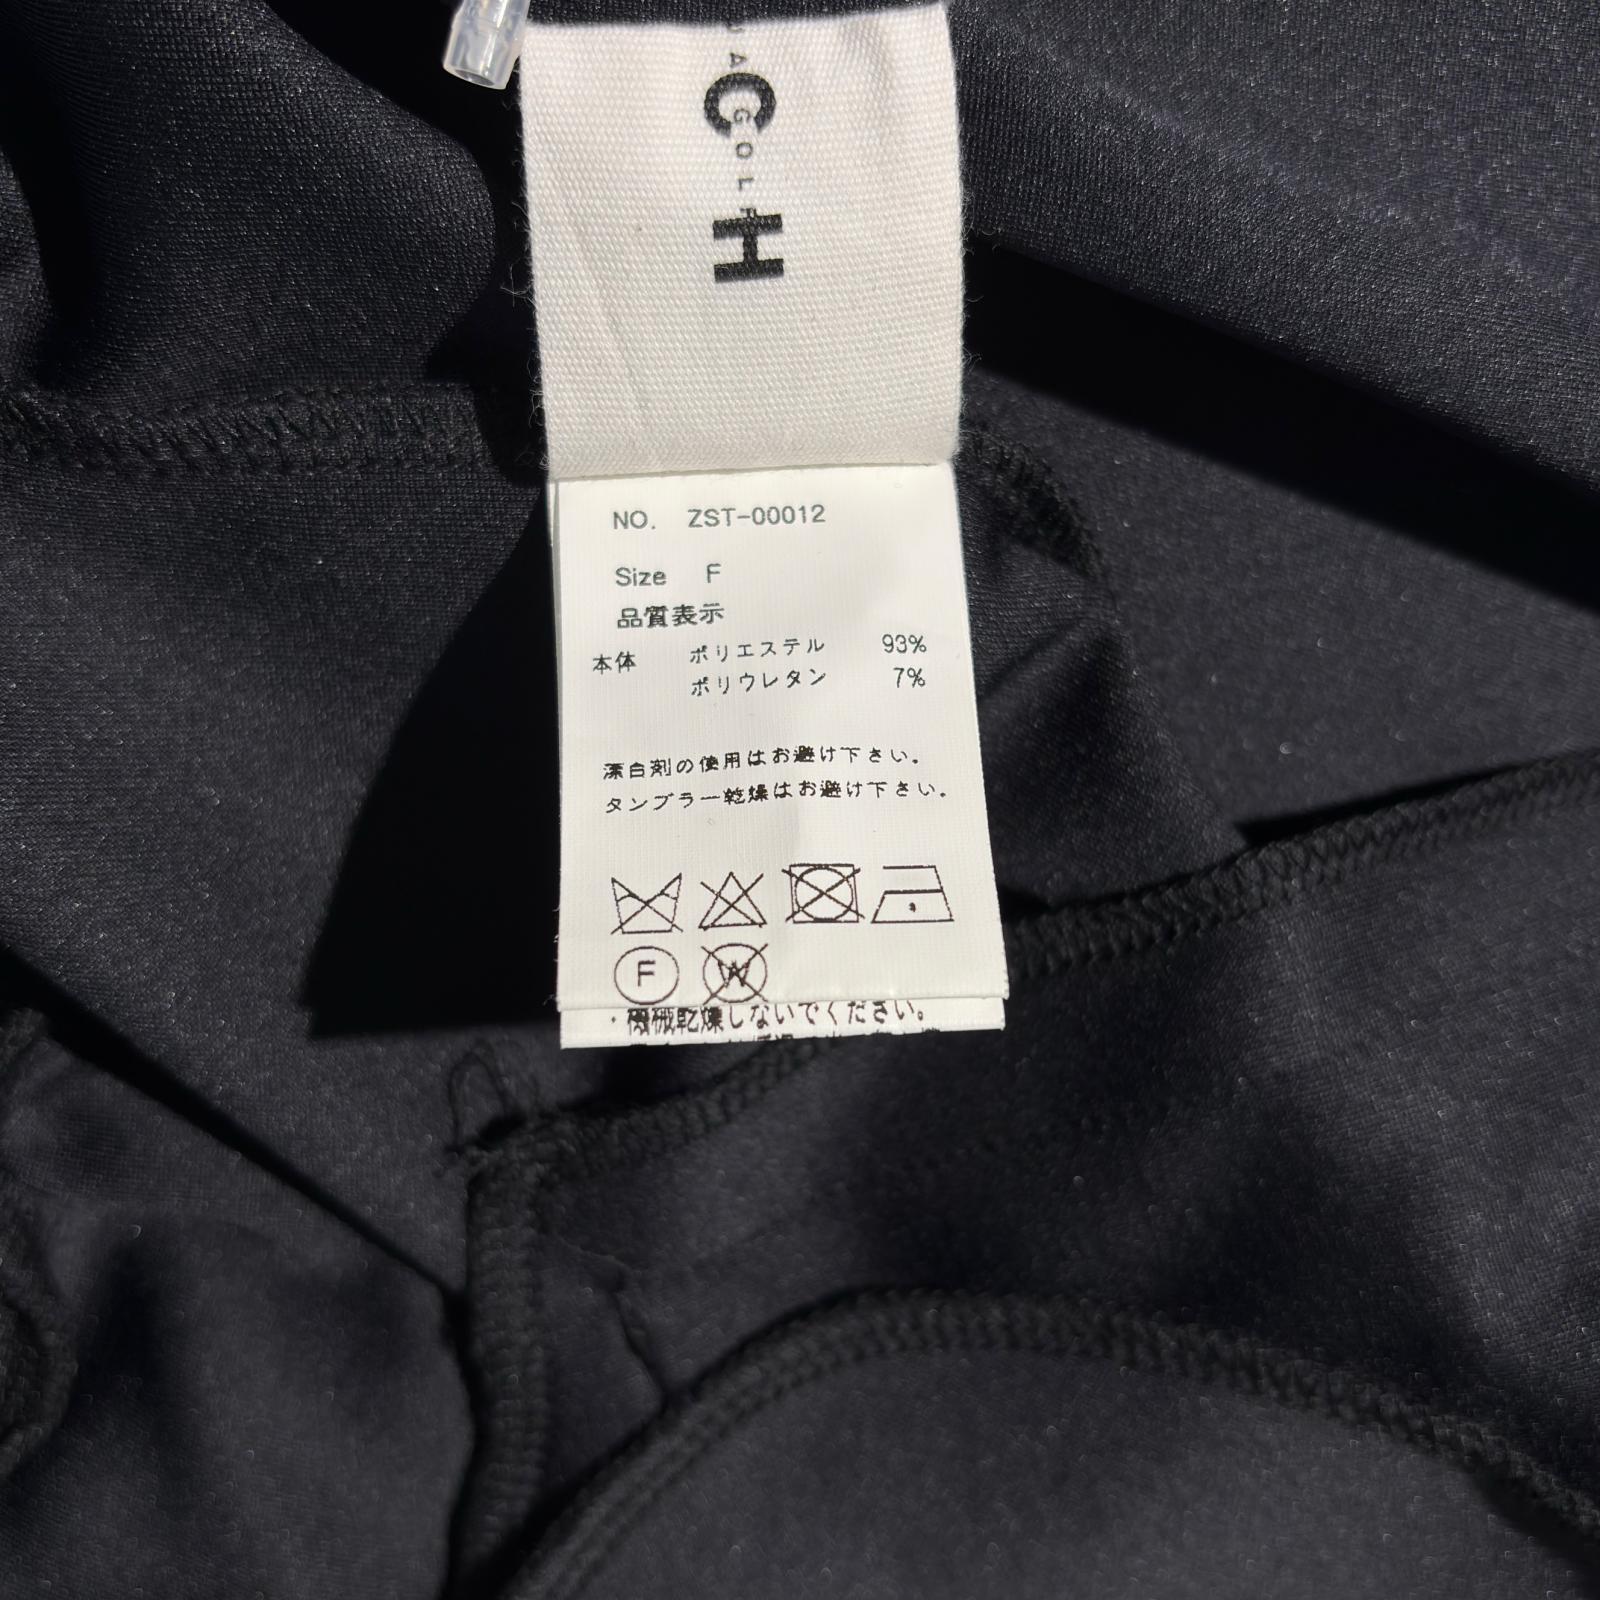 CH
GOLF
NO. ZST-00012
Size F
品質表示
本体 ポリエステル 93%
ポリウレタン 7%
漂白剤の使用はお避け下さい。
タンブラー乾燥はお避け下さい。
F
W
・機械乾燥しないでください。